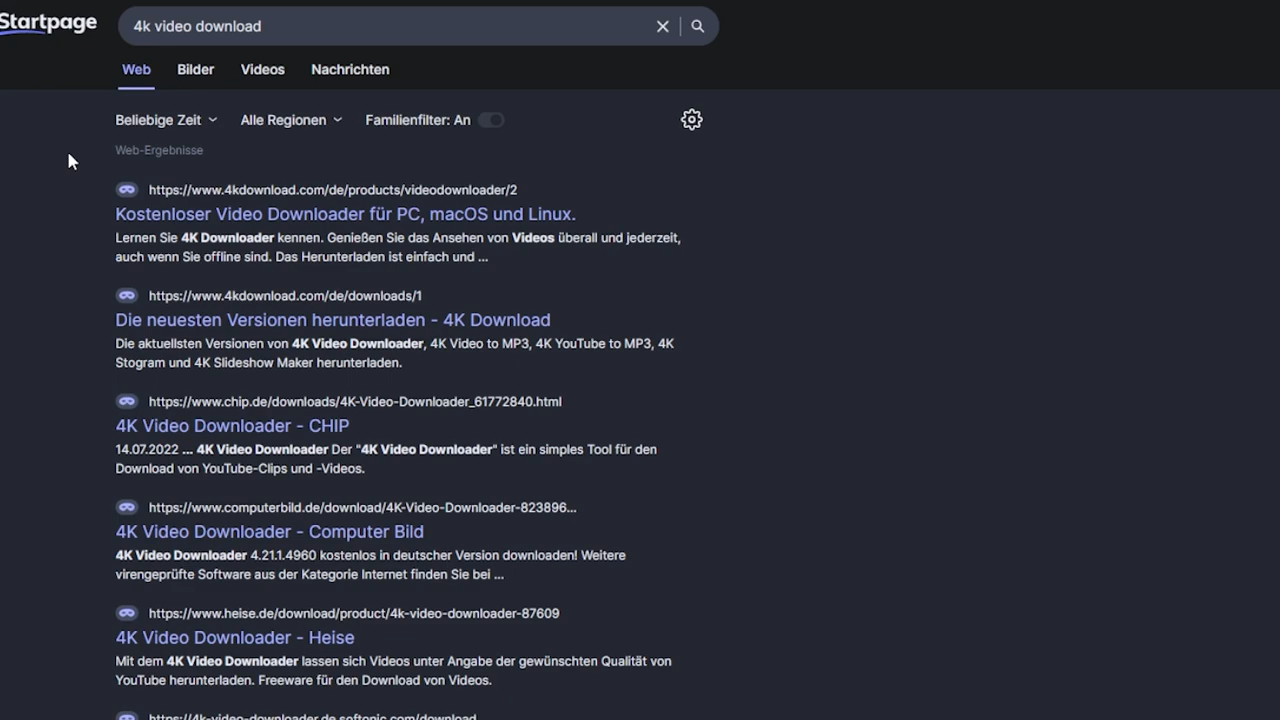 Startpage
4k video download
Web Bilder Videos Nachrichten
Beliebige Zeit Alle Regionen Familienfilter: An
Web-Ergebnisse
https://www.4kdownload.com/de/products/videodownloader/2
Kostenloser Video Downloader für PC, macOS und Linux.
Lernen Sie 4K Downloader kennen. Genießen Sie das Ansehen von Videos überall und jederzeit,
auch wenn Sie offline sind. Das Herunterladen ist einfach und ...
https://www.4kdownload.com/de/downloads/1
Die neuesten Versionen herunterladen - 4K Download
Die aktuellsten Versionen von 4K Video Downloader, 4K Video to MP3, 4K YouTube to MP3, 4K
Stogram und 4K Slideshow Maker herunterladen.
https://www.chip.de/downloads/4K-Video-Downloader_61772840.html
4K Video Downloader - CHIP
14.07.2022 ... 4K Video Downloader Der "4K Video Downloader" ist ein simples Tool für den
Download von YouTube-Clips und -Videos.
https://www.computerbild.de/download/4K-Video-Downloader-823896...
4K Video Downloader - Computer Bild
4K Video Downloader 4.21.1.4960 kostenlos in deutscher Version downloaden! Weitere
virengeprüfte Software aus der Kategorie Internet finden Sie bei ...
https://www.heise.de/download/product/4k-video-downloader-87609
4K Video Downloader - Heise
Mit dem 4K Video Downloader lassen sich Videos unter Angabe der gewünschten Qualität von
YouTube herunterladen. Freeware für den Download von Videos.
https://4k-video-downloader.de.softonic.com/download